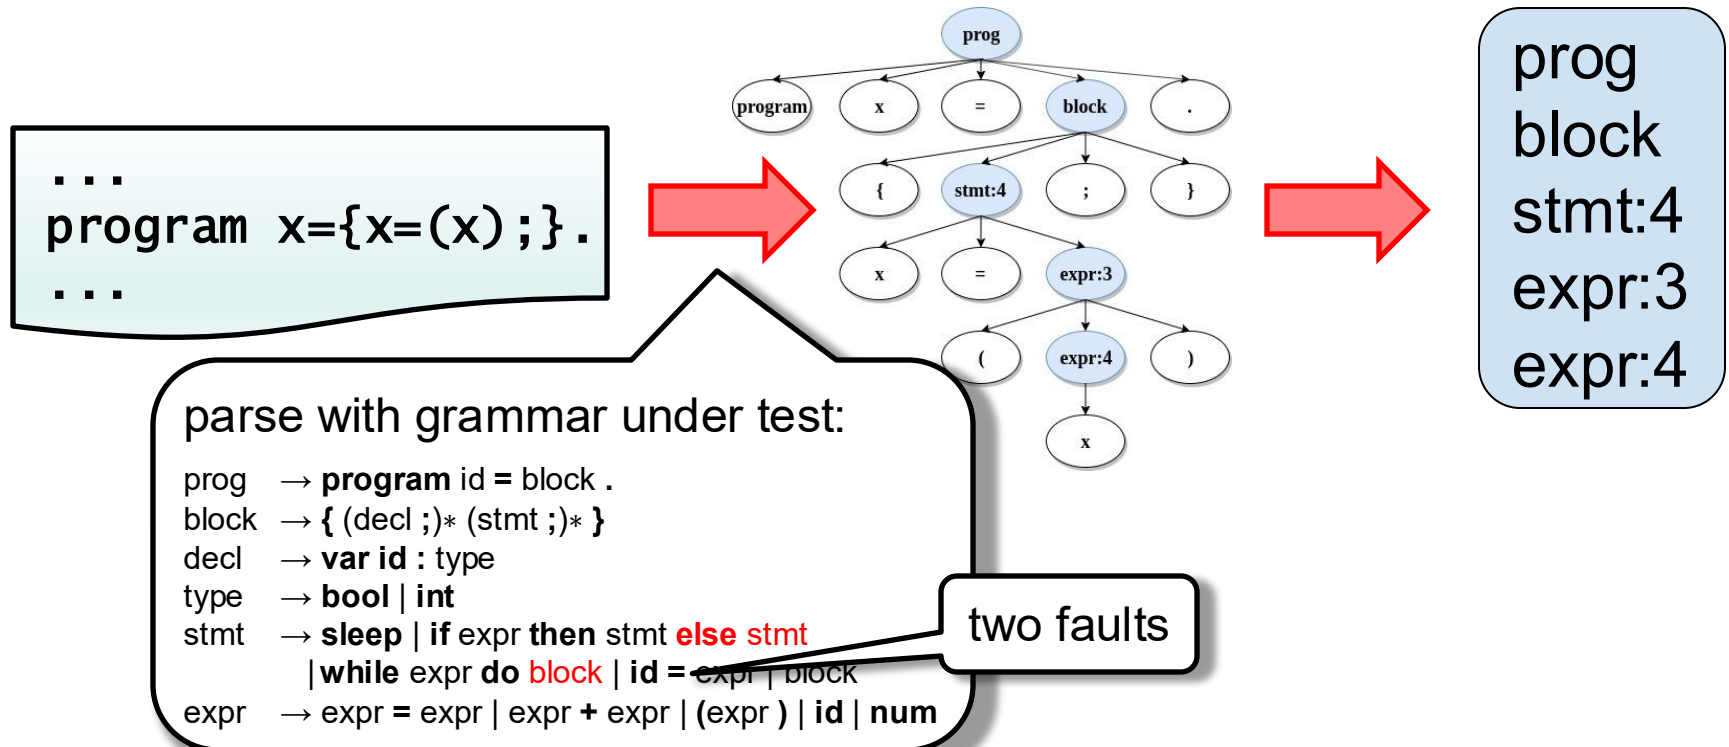 ...
program x={x=(x);}.
...
prog
program x = block .
{ stmt:4 ; }
x = expr:3
( expr:4 )
x
prog
block
stmt:4
expr:3
expr:4
parse with grammar under test:
prog → program id = block .
block → { (decl ;)* (stmt ;)* }
decl → var id : type
type → bool | int
stmt → sleep | if expr then stmt else stmt
| while expr do block | id = expr | block
expr → expr = expr | expr + expr | (expr ) | id | num
two faults